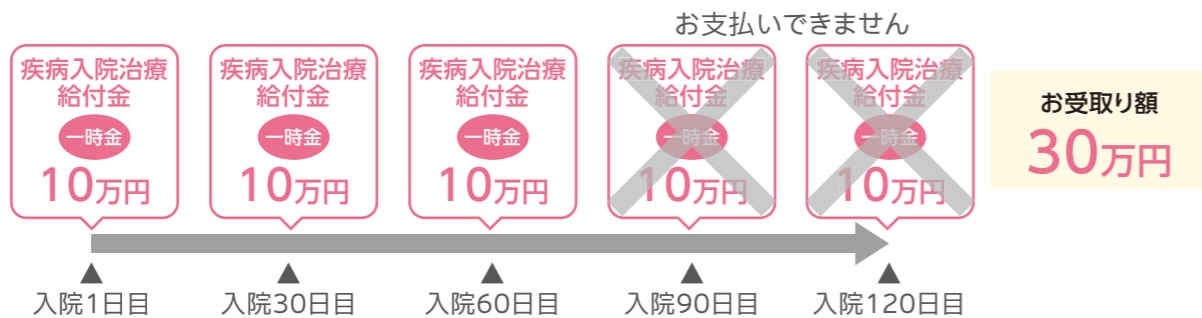 お支払いできません
疾病入院治療
給付金
一時金
10万円
疾病入院治療
給付金
一時金
10万円
疾病入院治療
給付金
一時金
10万円
疾病入院治療
給付金
一時金
10万円
疾病入院治療
給付金
一時金
10万円
お受取り額
30万円
入院1日目
入院30日目
入院60日目
入院90日目
入院120日目